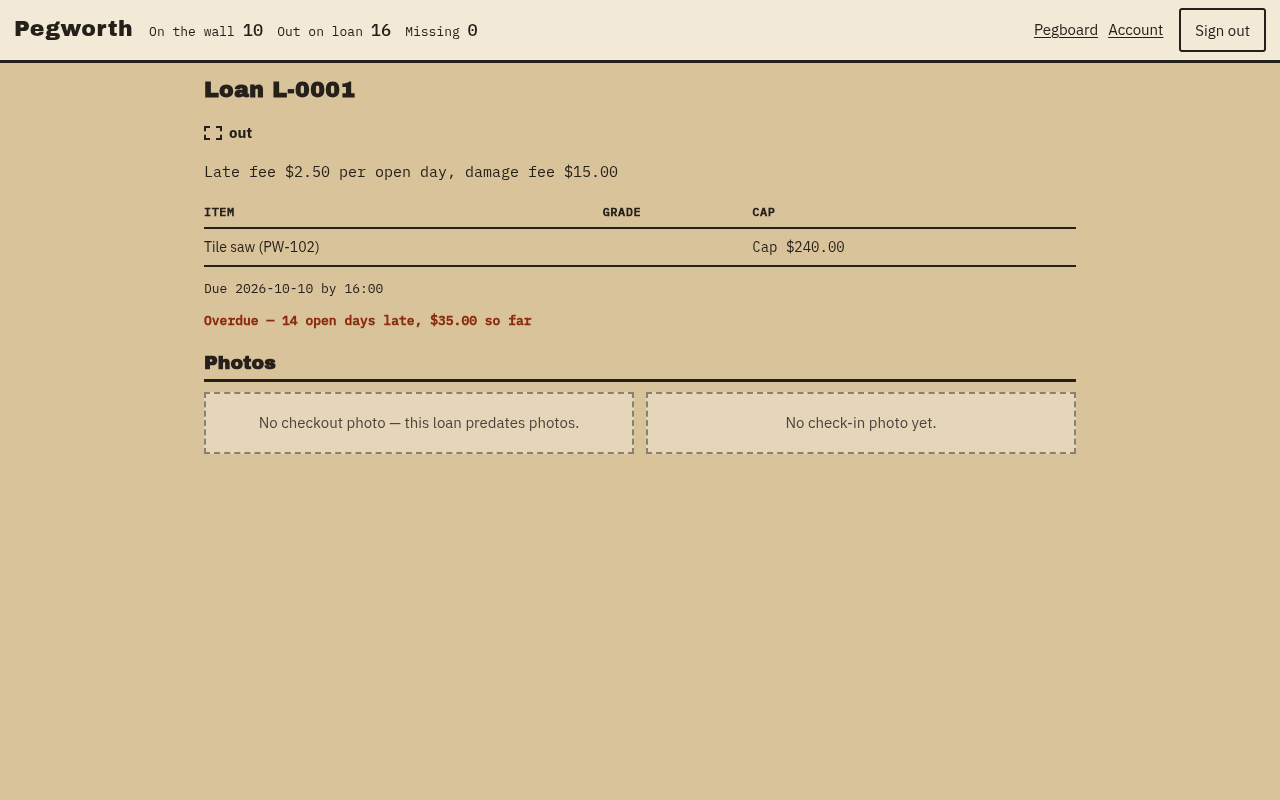 Pegworth On the wall 10 Out on loan 16 Missing 0 Pegboard Account Sign out
Loan L-0001
out
Late fee $2.50 per open day, damage fee $15.00
ITEM GRADE CAP
Tile saw (PW-102) Cap $240.00
Due 2026-10-10 by 16:00
Overdue — 14 open days late, $35.00 so far
Photos
No checkout photo — this loan predates photos. No check-in photo yet.